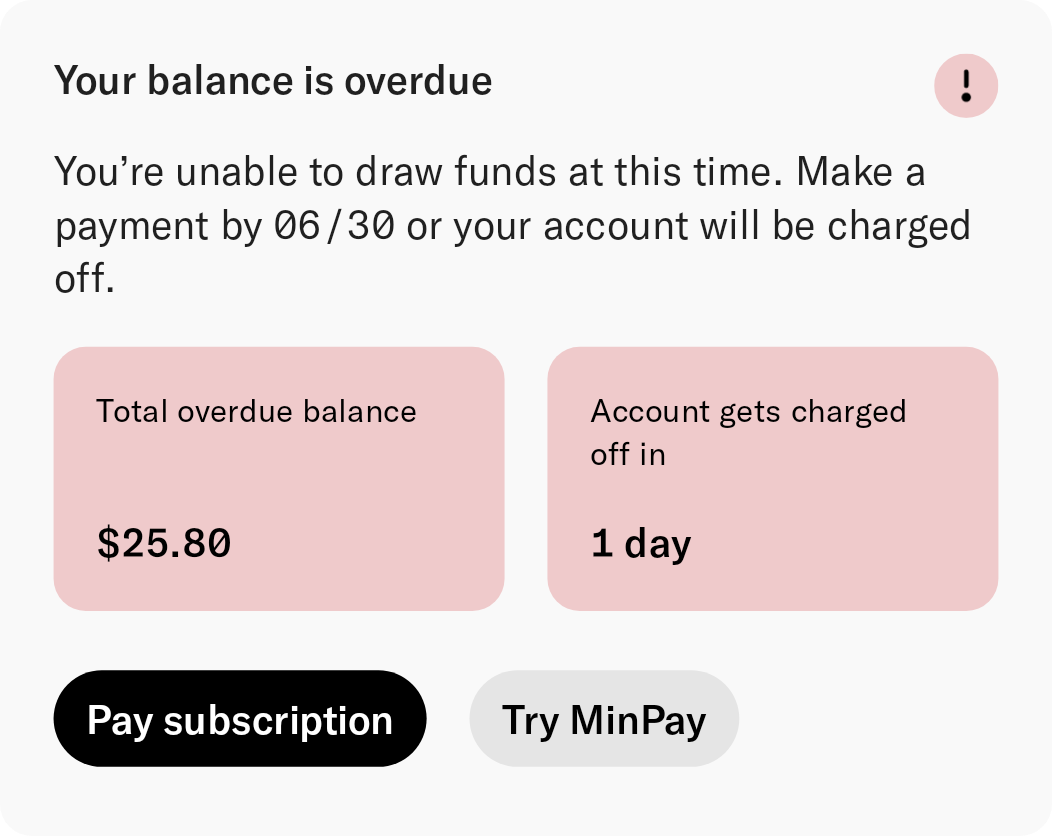 Your balance is overdue
!
You’re unable to draw funds at this time. Make a
payment by 06/30 or your account will be charged
off.
Total overdue balance
$25.80
Account gets charged
off in
1 day
Pay subscription
Try MinPay